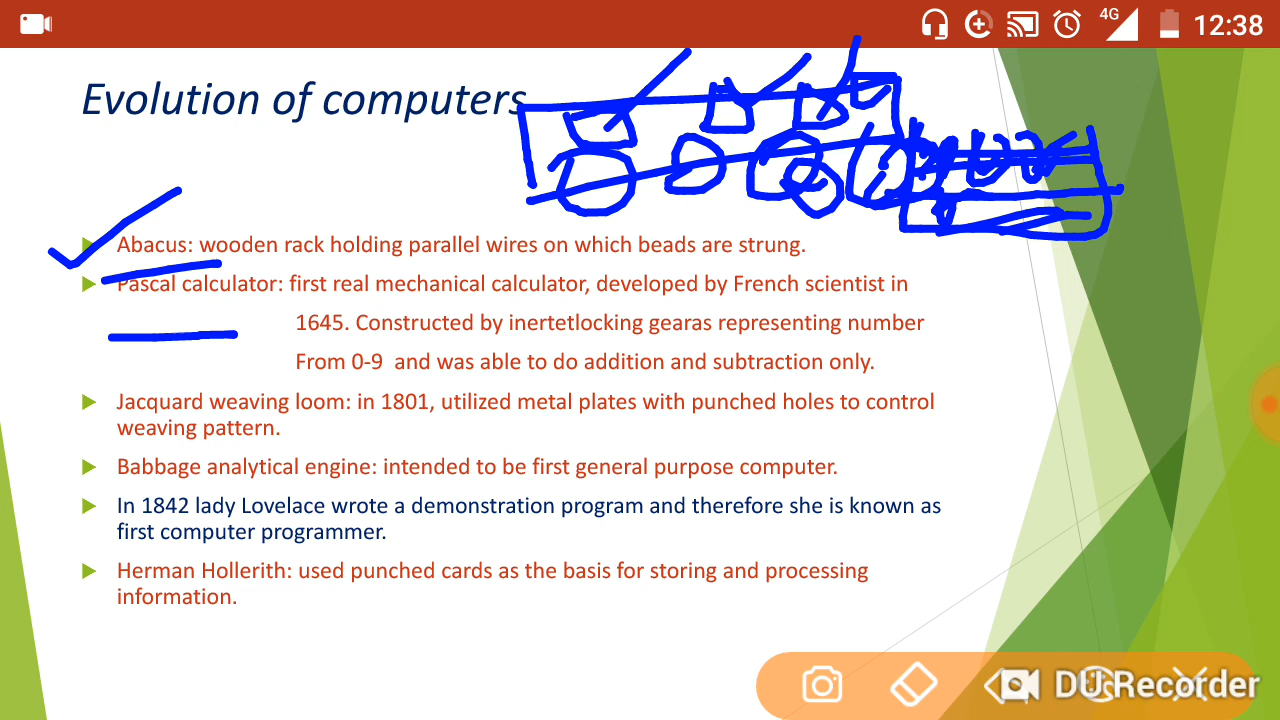 4G 12:38
Evolution of computers
Abacus: wooden rack holding parallel wires on which beads are strung.
Pascal calculator: first real mechanical calculator, developed by French scientist in
1645. Constructed by inertetlocking gearas representing number
From 0-9 and was able to do addition and subtraction only.
Jacquard weaving loom: in 1801, utilized metal plates with punched holes to control
weaving pattern.
Babbage analytical engine: intended to be first general purpose computer.
In 1842 lady Lovelace wrote a demonstration program and therefore she is known as
first computer programmer.
Herman Hollerith: used punched cards as the basis for storing and processing
information.
DU Recorder